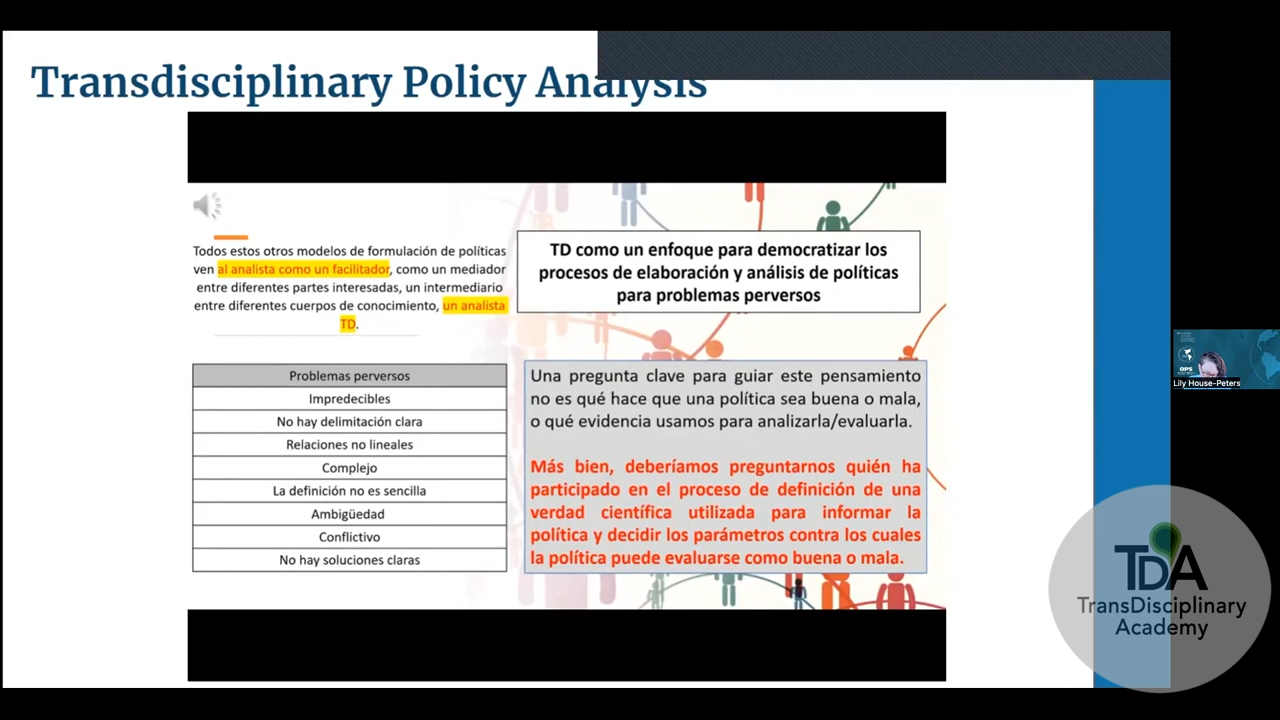 Transdisciplinary Policy Analysis
Todos estos otros modelos de formulación de políticas
ven al analista como un facilitador, como un mediador
entre diferentes partes interesadas, un intermediario
entre diferentes cuerpos de conocimiento, un analista
TD.
TD como un enfoque para democratizar los
procesos de elaboración y análisis de políticas
para problemas perversos
Problemas perversos
Impredecibles
No hay delimitación clara
Relaciones no lineales
Complejo
La definición no es sencilla
Ambigüedad
Conflictivo
No hay soluciones claras
Una pregunta clave para guiar este pensamiento
no es qué hace que una política sea buena o mala,
o qué evidencia usamos para analizarla/evaluarla.
Más bien, deberíamos preguntarnos quién ha
participado en el proceso de definición de una
verdad científica utilizada para informar la
política y decidir los parámetros contra los cuales
la política puede evaluarse como buena o mala.
OPS
Lily House-Peters
TDA
TransDisciplinary
Academy